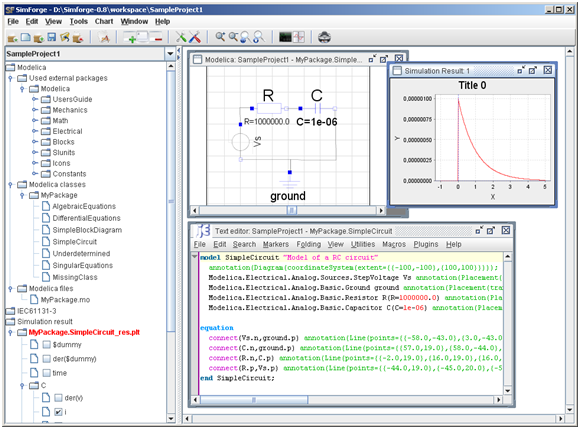 SimForge - D:\Simforge-0.8\workspace\SampleProject1
File Edit View Tools Chart Window Help
SampleProject1
Modelica
Used external packages
Modelica
UsersGuide
Mechanics
Math
Electrical
Blocks
SIunits
Icons
Constants
Modelica classes
MyPackage
AlgebraicEquations
DifferentialEquations
SimpleBlockDiagram
SimpleCircuit
Underdetermined
SingularEquations
MissingClass
Modelica files
MyPackage.mo
IEC61131-3
Simulation result
MyPackage.SimpleCircuit_res.plt
$dummy
der($dummy)
time
C
der(v)
i
Modelica: SampleProject1 - MyPackage.Simple...
R
C
R=1000000.0
C=1e-06
Vs
ground
Simulation Result: 1
Title 0
0,00000100
0,00000075
0,00000050
0,00000025
0,00000000
Y
-1 0 1 2 3 4 5
X
Text editor: SampleProject1 - MyPackage.SimpleCircuit
File Edit Search Markers Folding View Utilities Macros Plugins Help
model SimpleCircuit "Model of a RC circuit"
annotation(Diagram(coordinateSystem(extent={{-100,-100},{100,100}})));
Modelica.Electrical.Analog.Sources.StepVoltage Vs annotation(Placement(
Modelica.Electrical.Analog.Basic.Ground ground annotation(Placement(tra
Modelica.Electrical.Analog.Basic.Resistor R(R=1000000.0) annotation(Pla
Modelica.Electrical.Analog.Basic.Capacitor C(C=1e-06) annotation(Placem
equation
connect(Vs.n,ground.p) annotation(Line(points={{-58.0,-43.0},{3.0,-43.0
connect(C.n,ground.p) annotation(Line(points={{57.0,19.0},{58.0,-44.0},
connect(R.n,C.p) annotation(Line(points={{-2.0,19.0},{16.0,19.0},{16.0,
connect(R.p,Vs.p) annotation(Line(points={{-44.0,19.0},{-45.0,20.0},{-5
end SimpleCircuit;